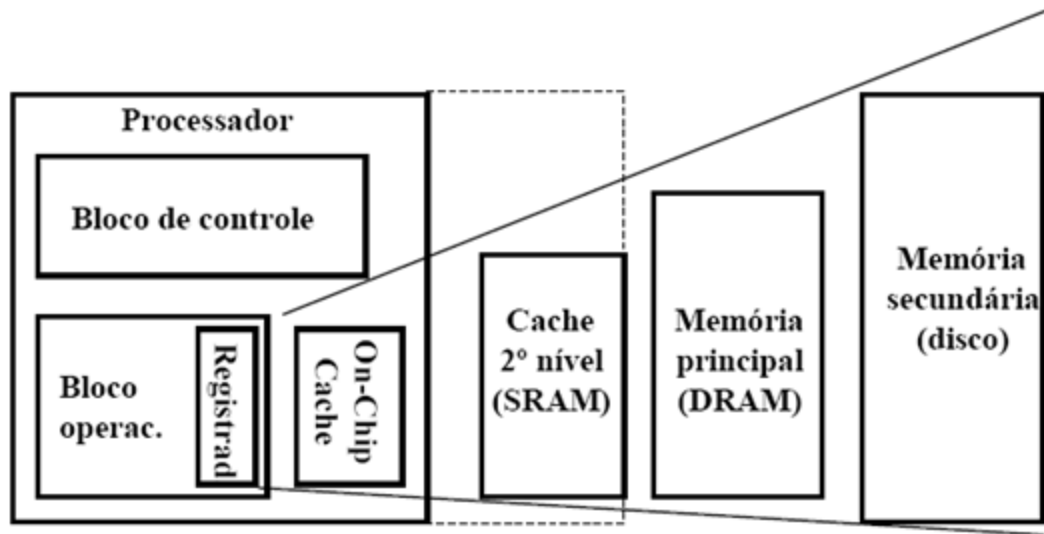 Processador
Bloco de controle
Bloco
operac.
Registrad
On-Chip
Cache
Cache
2º nível
(SRAM)
Memória
principal
(DRAM)
Memória
secundária
(disco)